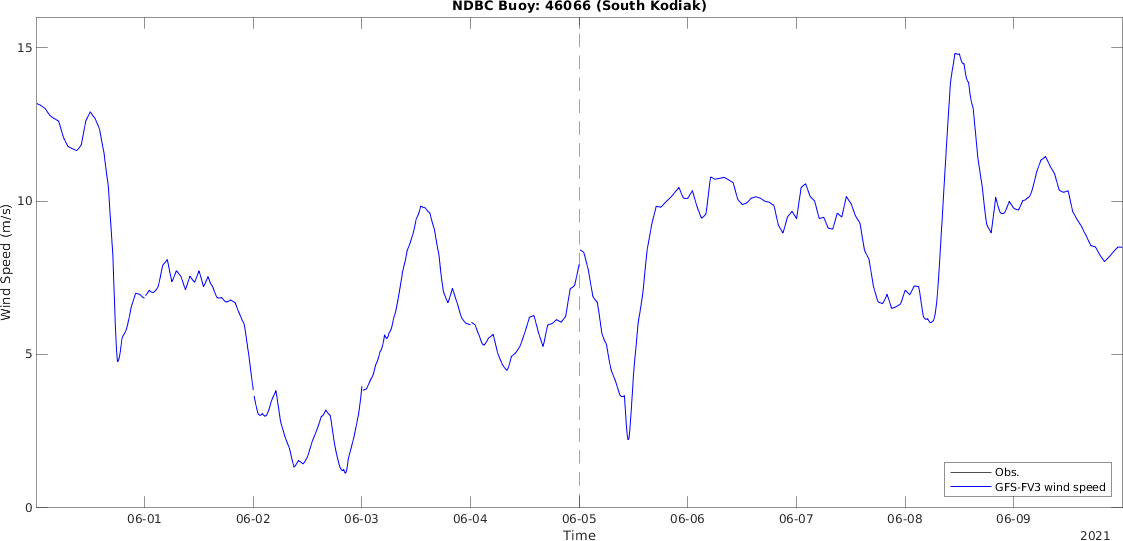 NDBC Buoy: 46066 (South Kodiak)
Wind Speed (m/s)
15
10
5
0
Obs.
GFS-FV3 wind speed
06-01 06-02 06-03 06-04 06-05 06-06 06-07 06-08 06-09
Time
2021